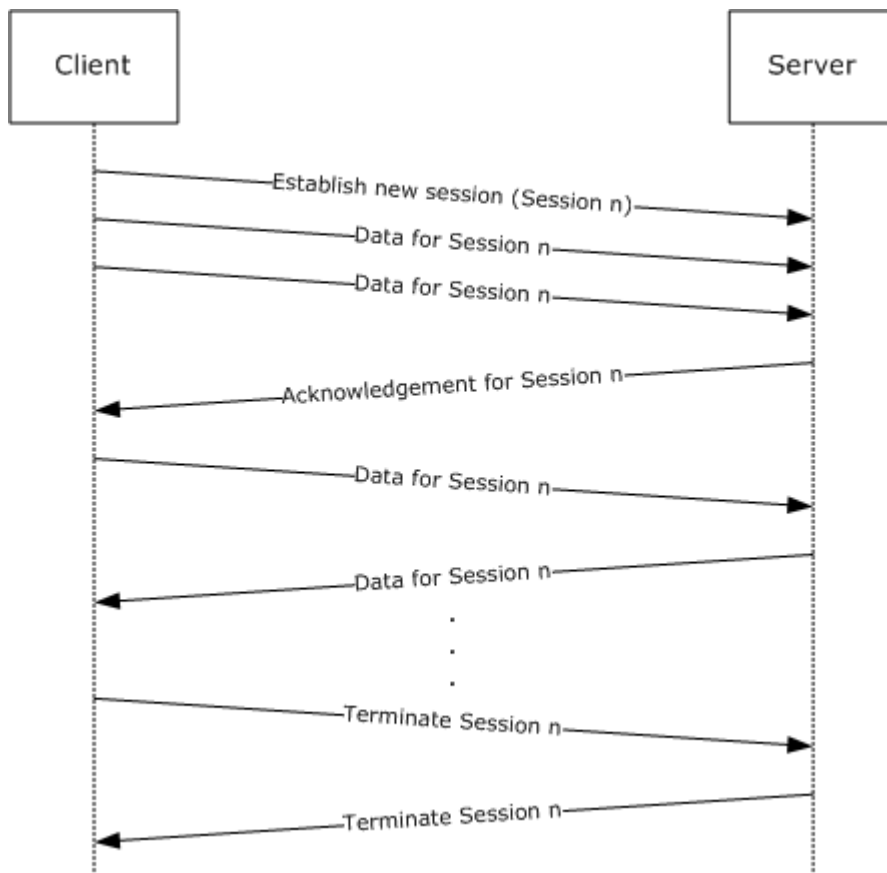 Client
Server
Establish new session (Session n)
Data for Session n
Data for Session n
Acknowledgement for Session n
Data for Session n
Data for Session n
.
.
.
Terminate Session n
Terminate Session n